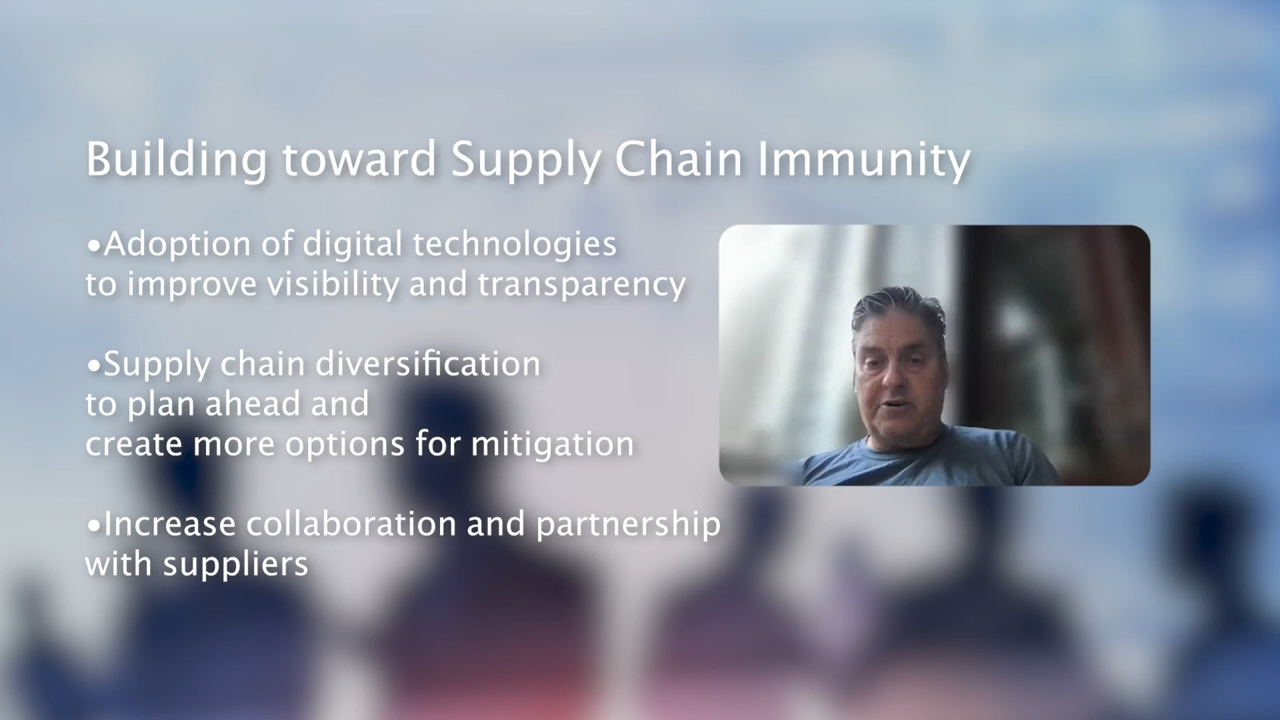 Building toward Supply Chain Immunity
•Adoption of digital technologies
to improve visibility and transparency
•Supply chain diversification
to plan ahead and
create more options for mitigation
•Increase collaboration and partnership
with suppliers